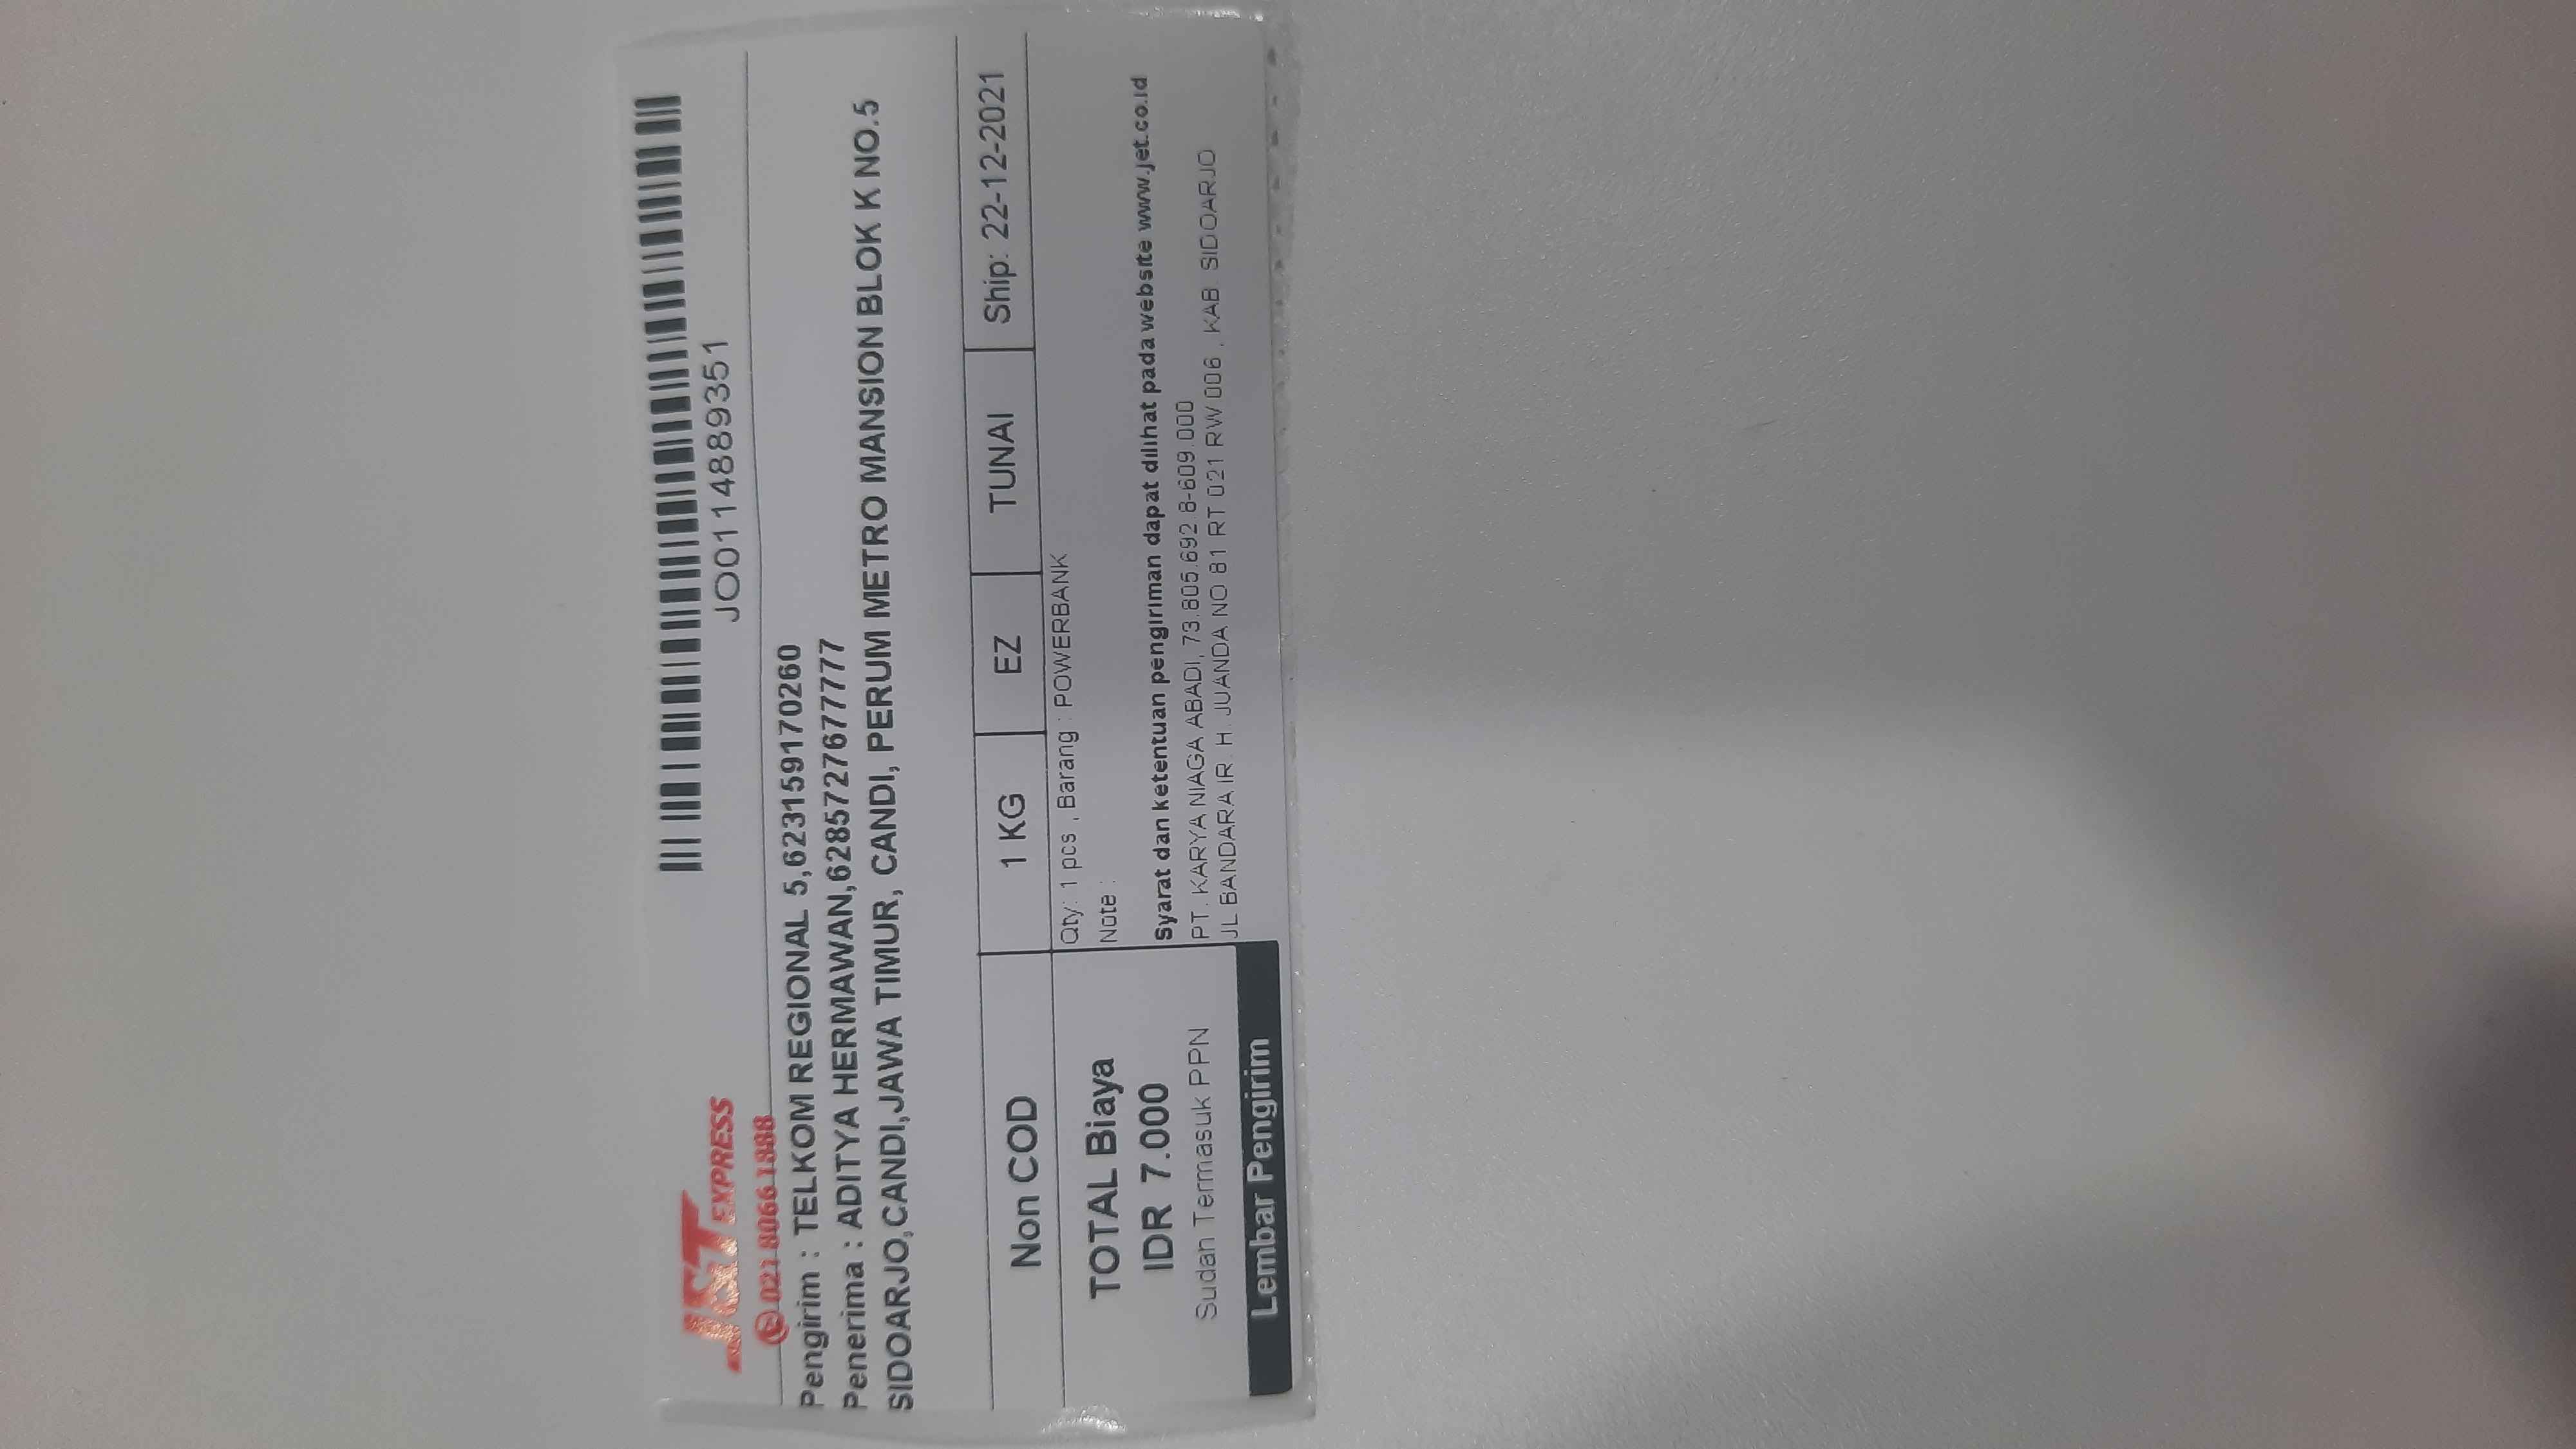 J&T EXPRESS
021 8066 1888
JO0114889351
Pengirim : TELKOM REGIONAL 5,623159170260
Penerima : ADITYA HERMAWAN,6285727677777
SIDOARJO,CANDI,JAWA TIMUR, CANDI, PERUM METRO MANSION BLOK K NO.5
Non COD
1 KG
EZ
TUNAI
Ship: 22-12-2021
TOTAL Biaya
IDR 7.000
Sudah Termasuk PPN
Lembar Pengirim
Qty: 1 pcs , Barang : POWERBANK
Note :
Syarat dan ketentuan pengiriman dapat dilihat pada website www.jet.co.id
PT. KARYA NIAGA ABADI, 73.805.692.8-609.000
JL BANDARA IR. H. JUANDA NO 81 RT 021 RW 006 , KAB. SIDOARJO